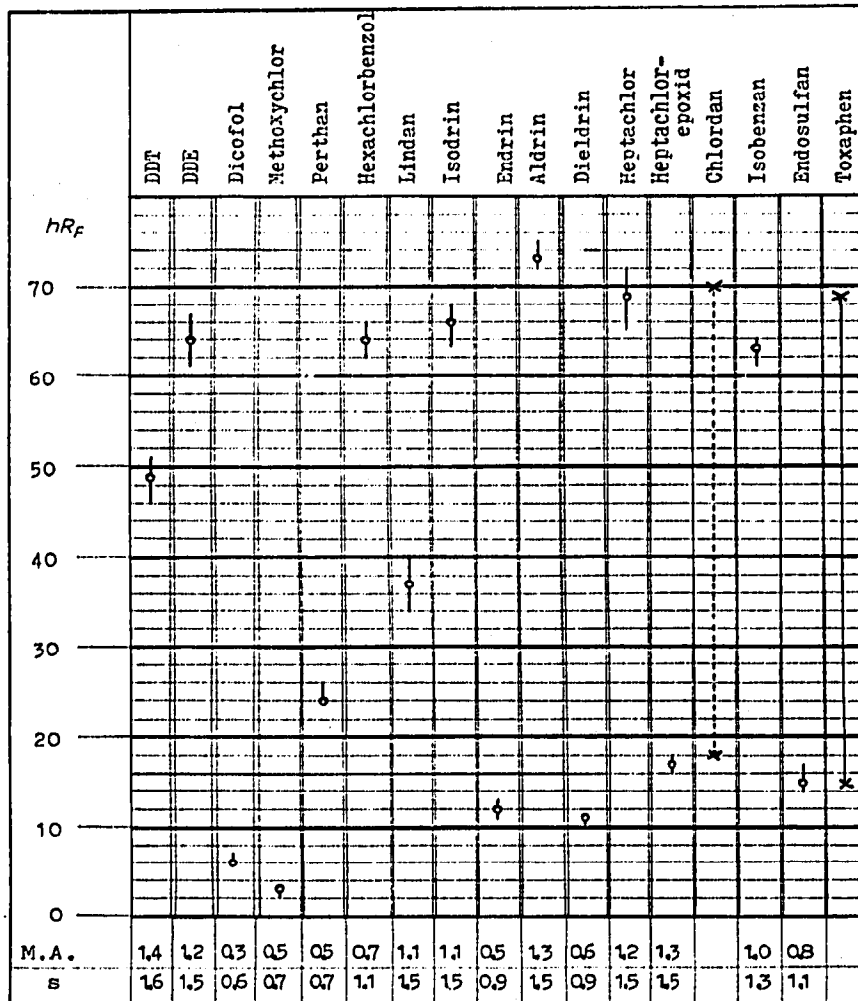 DDT
DDE
Dicofol
Methoxychlor
Perthan
Hexachlorbenzol
Lindan
Isodrin
Endrin
Aldrin
Dieldrin
Heptachlor
Heptachlor-
epoxid
Chlordan
Isobenzan
Endosulfan
Toxaphen
hRF
70
60
50
40
30
20
10
0
M.A. 1.4 1.2 0.3 0.5 0.5 0.7 1.1 1.1 0.5 1.3 0.6 1.2 1.3 1.0 0.8
s 1.6 1.5 0.6 0.7 0.7 1.1 1.5 1.5 0.9 1.5 0.9 1.5 1.5 1.3 1.1